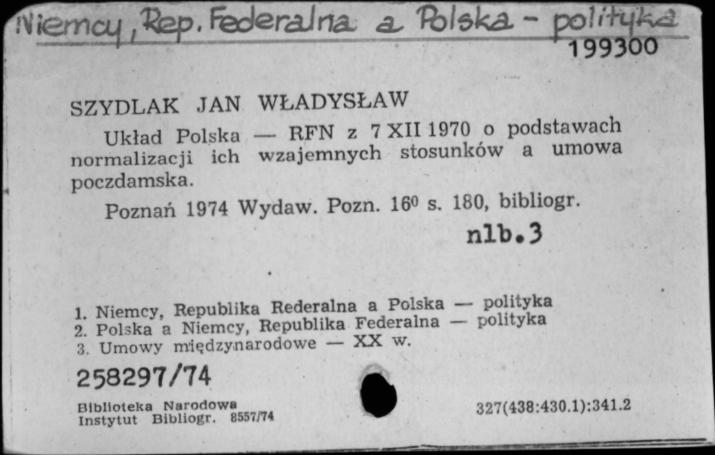 Niemcy, Rep. Federalna a Polska - polityka
199300
SZYDLAK JAN WŁADYSŁAW
Układ Polska — RFN z 7 XII 1970 o podstawach
normalizacji ich wzajemnych stosunków a umowa
poczdamska.
Poznań 1974 Wydaw. Pozn. 16⁰ s. 180, bibliogr.
nlb.3
1. Niemcy, Republika Rederalna a Polska — polityka
2. Polska a Niemcy, Republika Federalna — polityka
3. Umowy międzynarodowe — XX w.
258297/74
Biblioteka Narodowa
Instytut Bibliogr. 8557/74
327(438:430.1):341.2